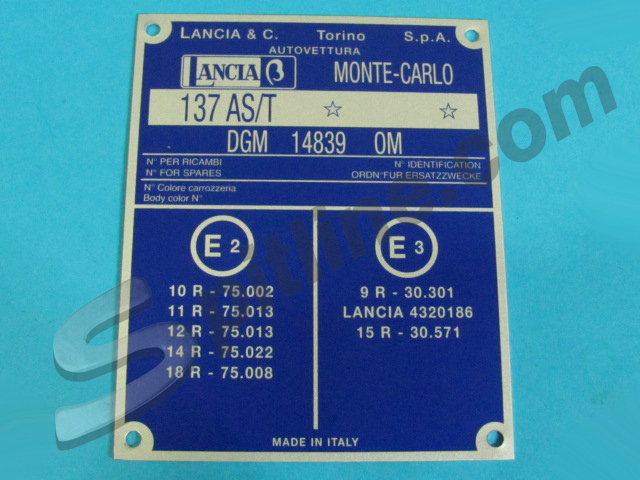 LANCIA & C. Torino S.p.A.
AUTOVETTURA
LANCIA β MONTE-CARLO
137 AS/T ☆ ☆
DGM 14839 OM
N° PER RICAMBI N° IDENTIFICATION
N° FOR SPARES ORDN°FUR ERSATZZWECKE
N° Colore carrozzeria
Body color N°
E 2
10 R - 75.002
11 R - 75.013
12 R - 75.013
14 R - 75.022
18 R - 75.008
E 3
9 R - 30.301
LANCIA 4320186
15 R - 30.571
MADE IN ITALY